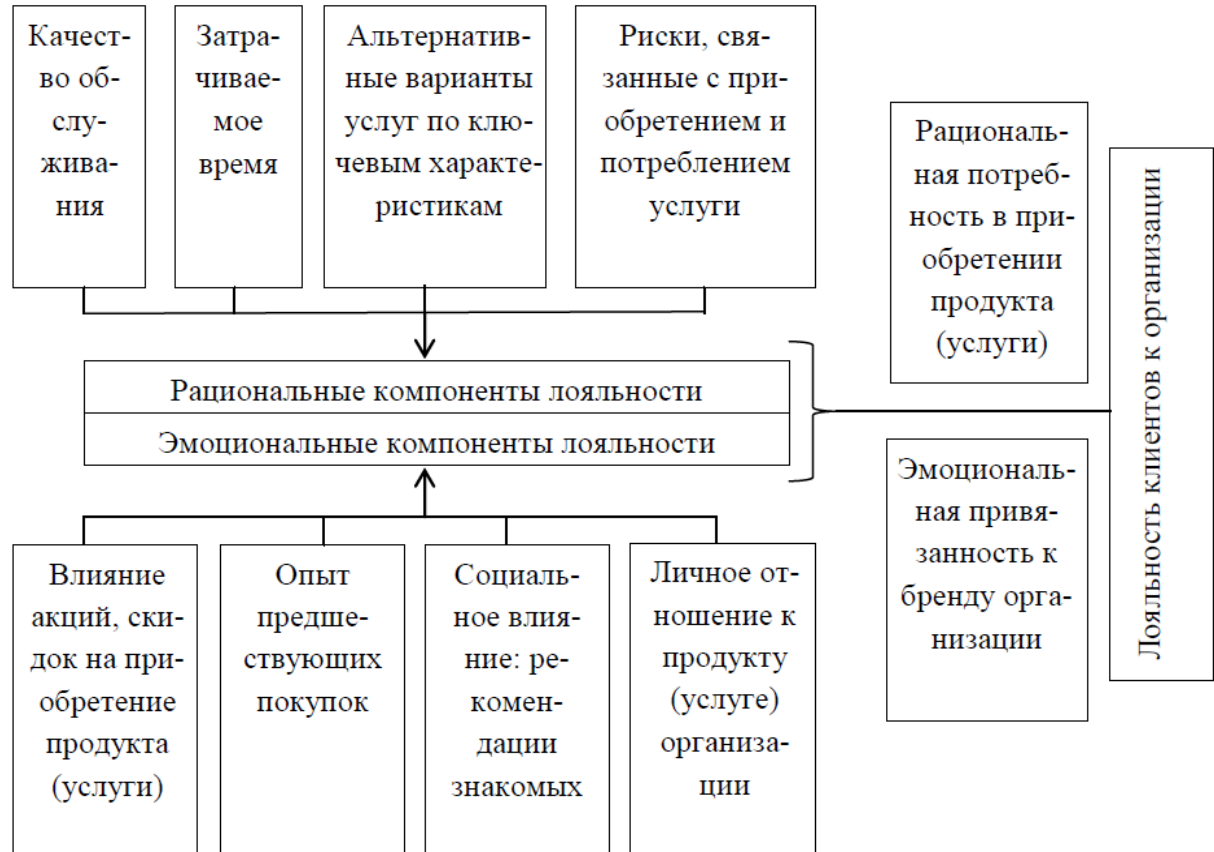 Качест-
во об-
слу-
жива-
ния
Затра-
чивае-
мое
время
Альтернатив-
ные варианты
услуг по клю-
чевым характе-
ристикам
Риски, свя-
занные с при-
обретением и
потреблением
услуги
Рациональ-
ная потреб-
ность в при-
обретении
продукта
(услуги)
Лояльность клиентов к организации
Рациональные компоненты лояльности
Эмоциональные компоненты лояльности
Эмоциональ-
ная привя-
занность к
бренду орга-
низации
Влияние
акций, ски-
док на при-
обретение
продукта
(услуги)
Опыт
предше-
ствующих
покупок
Социаль-
ное влия-
ние: ре-
комен-
дации
знакомых
Личное от-
ношение к
продукту
(услуге)
организа-
ции